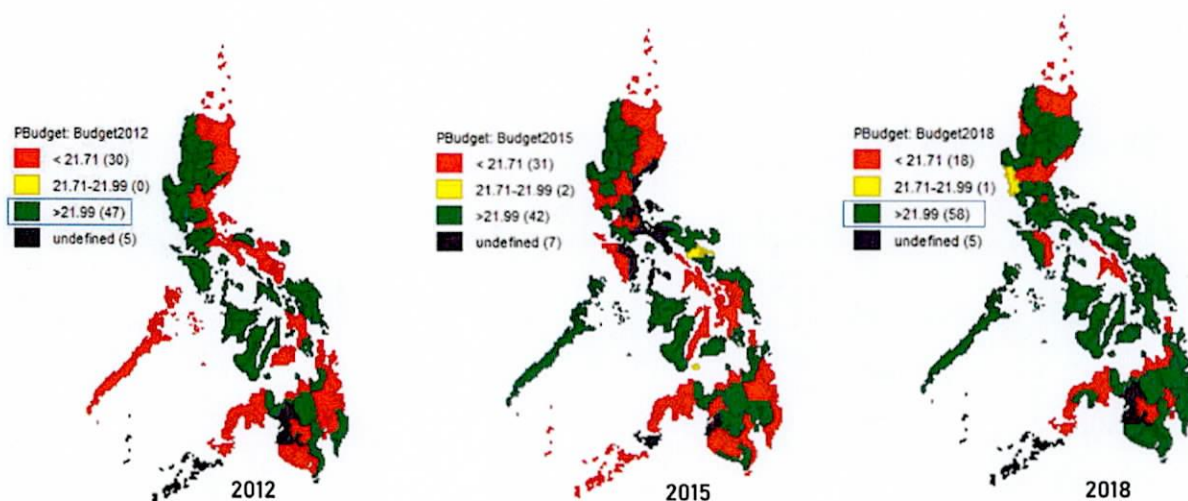 PBudget: Budget2012
< 21.71 (30)
21.71-21.99 (0)
>21.99 (47)
undefined (5)
2012
PBudget: Budget2015
< 21.71 (31)
21.71-21.99 (2)
>21.99 (42)
undefined (7)
2015
PBudget: Budget2018
< 21.71 (18)
21.71-21.99 (1)
>21.99 (58)
undefined (5)
2018